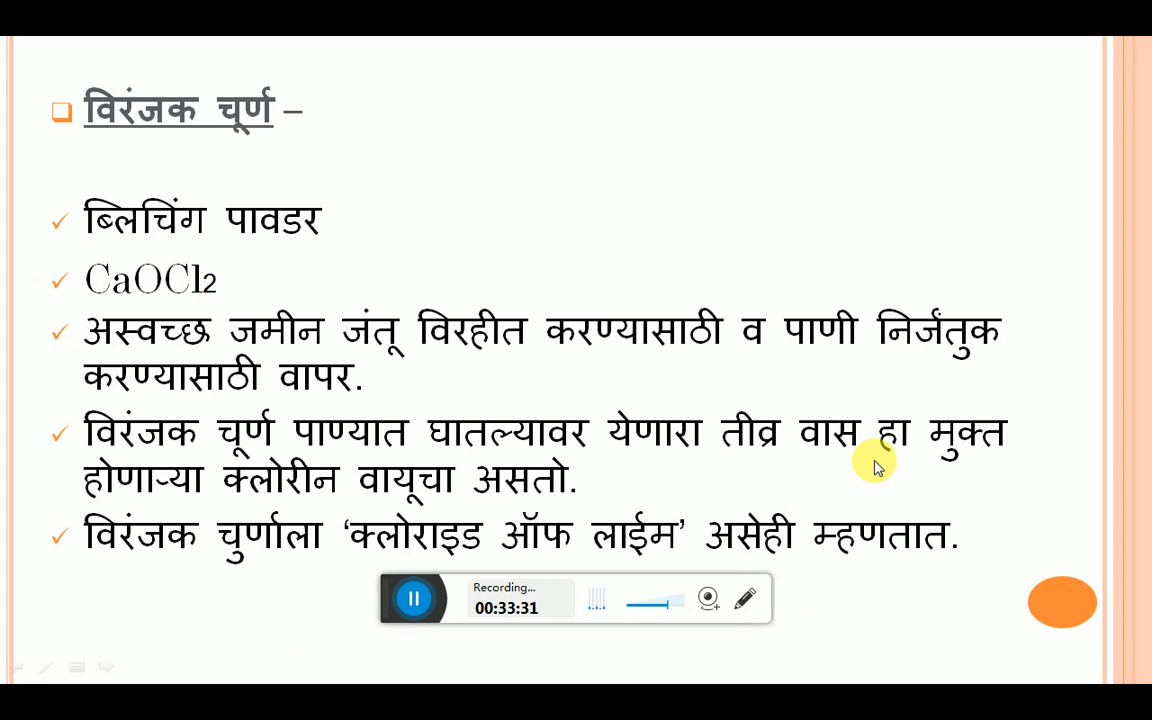 विरंजक चूर्ण –
ब्लिचिंग पावडर
CaOCl2
अस्वच्छ जमीन जंतू विरहीत करण्यासाठी व पाणी निर्जंतुक
करण्यासाठी वापर.
विरंजक चूर्ण पाण्यात घातल्यावर येणारा तीव्र वास हा मुक्त
होणाऱ्या क्लोरीन वायूचा असतो.
विरंजक चुर्णाला ‘क्लोराइड ऑफ लाईम’ असेही म्हणतात.
Recording...
00:33:31